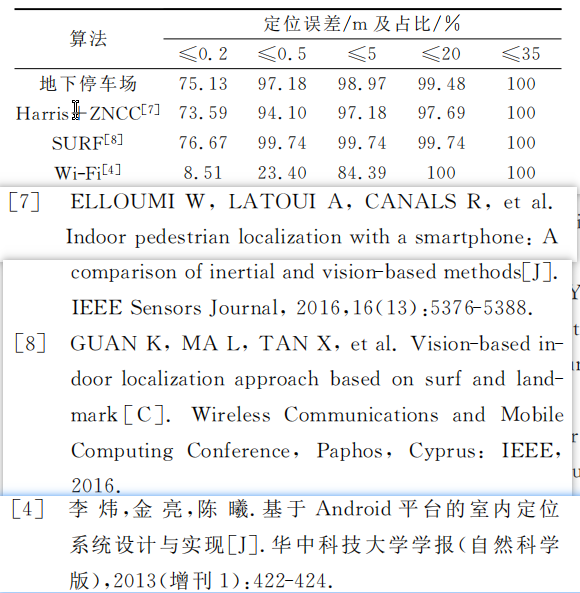 算法 定位误差/m 及占比/%
≤0.2 ≤0.5 ≤5 ≤20 ≤35
地下停车场 75.13 97.18 98.97 99.48 100
Harris+ZNCC[7] 73.59 94.10 97.18 97.69 100
SURF[8] 76.67 99.74 99.74 99.74 100
Wi-Fi[4] 8.51 23.40 84.39 100 100
[7] ELLOUMI W, LATOUI A, CANALS R, et al.
Indoor pedestrian localization with a smartphone: A
comparison of inertial and vision-based methods[J].
IEEE Sensors Journal, 2016,16(13):5376-5388.
[8] GUAN K, MA L, TAN X, et al. Vision-based in-
door localization approach based on surf and land-
mark[C]. Wireless Communications and Mobile
Computing Conference, Paphos, Cyprus: IEEE,
2016.
[4] 李 炜,金 亮,陈 曦.基于 Android 平台的室内定位
系统设计与实现[J].华中科技大学学报(自然科学
版),2013(增刊1):422-424.